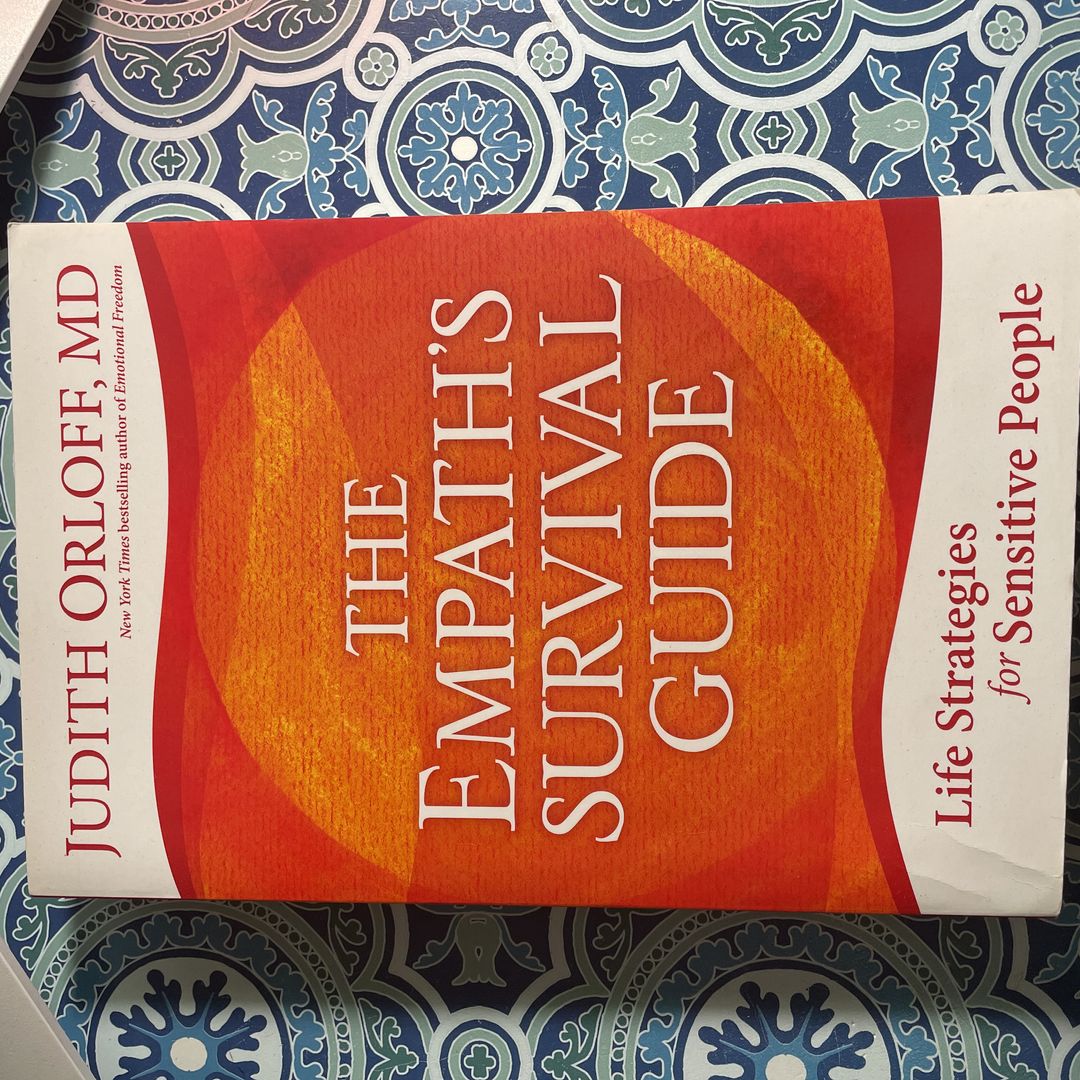 JUDITH ORLOFF, MD
New York Times bestselling author of Emotional Freedom
THE
EMPATH'S
SURVIVAL
GUIDE
Life Strategies
for Sensitive People